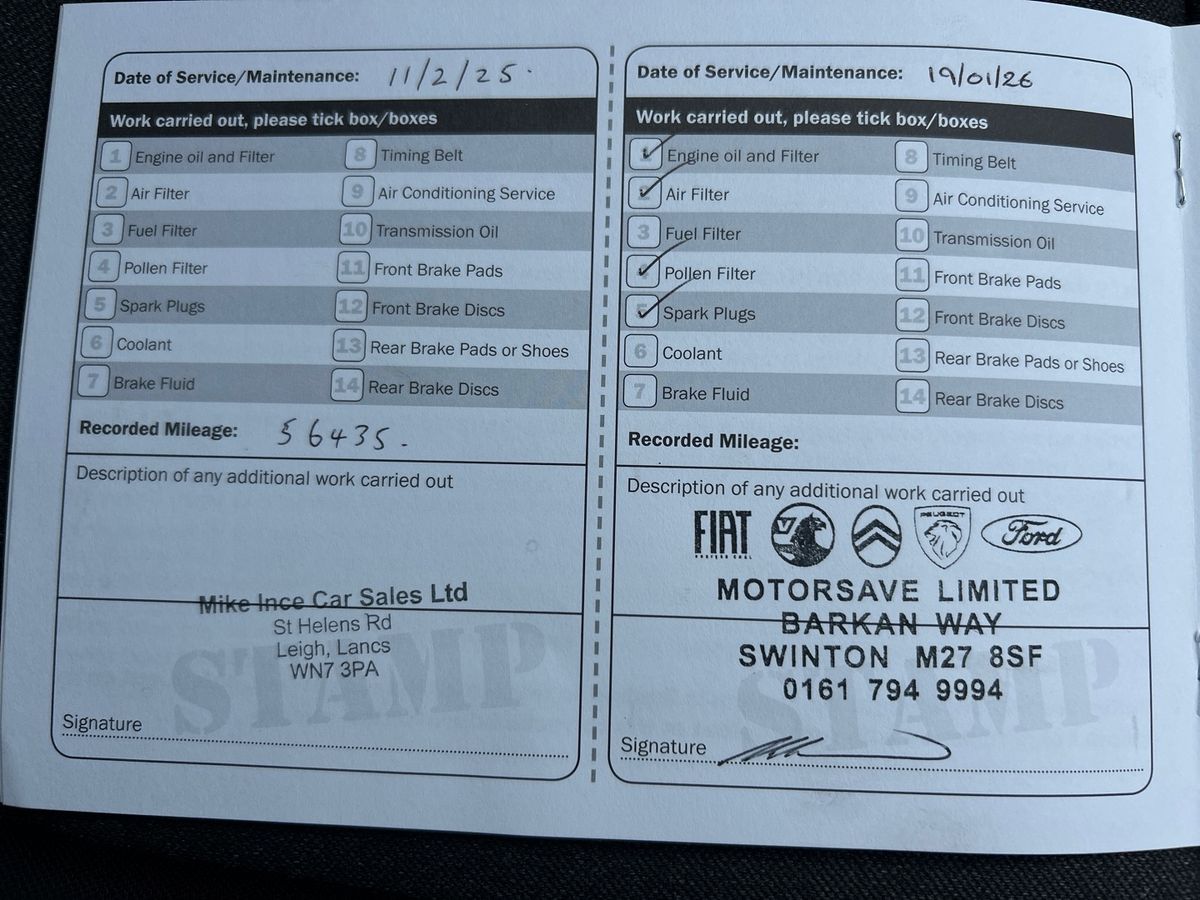 Date of Service/Maintenance: 11/2/25.
Work carried out, please tick box/boxes
1 Engine oil and Filter 8 Timing Belt
2 Air Filter 9 Air Conditioning Service
3 Fuel Filter 10 Transmission Oil
4 Pollen Filter 11 Front Brake Pads
5 Spark Plugs 12 Front Brake Discs
6 Coolant 13 Rear Brake Pads or Shoes
7 Brake Fluid 14 Rear Brake Discs
Recorded Mileage: 56435.
Description of any additional work carried out
Mike Ince Car Sales Ltd
St Helens Rd
Leigh, Lancs
WN7 3PA
STAMP
Signature
Date of Service/Maintenance: 19/01/26
Work carried out, please tick box/boxes
1 Engine oil and Filter 8 Timing Belt
2 Air Filter 9 Air Conditioning Service
3 Fuel Filter 10 Transmission Oil
4 Pollen Filter 11 Front Brake Pads
5 Spark Plugs 12 Front Brake Discs
6 Coolant 13 Rear Brake Pads or Shoes
7 Brake Fluid 14 Rear Brake Discs
Recorded Mileage:
Description of any additional work carried out
FIAT V PEUGEOT Ford
MOTORSAVE LIMITED
BARKAN WAY
SWINTON M27 8SF
0161 794 9994
STAMP
Signature